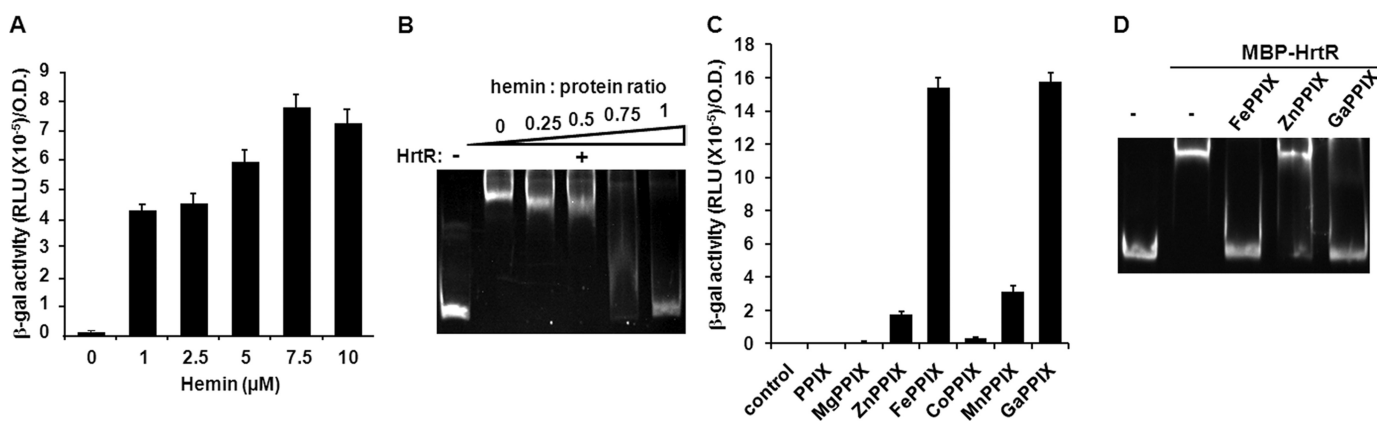 A
β-gal activity (RLU (X10⁻⁵)/O.D.)
9
8
7
6
5
4
3
2
1
0
0 1 2.5 5 7.5 10
Hemin (µM)
B
hemin : protein ratio
0 0.25 0.5 0.75 1
HrtR: - +
C
β-gal activity (RLU (X10⁻⁵)/O.D.)
18
16
14
12
10
8
6
4
2
0
control PPIX MgPPIX ZnPPIX FePPIX CoPPIX MnPPIX GaPPIX
D
MBP-HrtR
- - FePPIX ZnPPIX GaPPIX